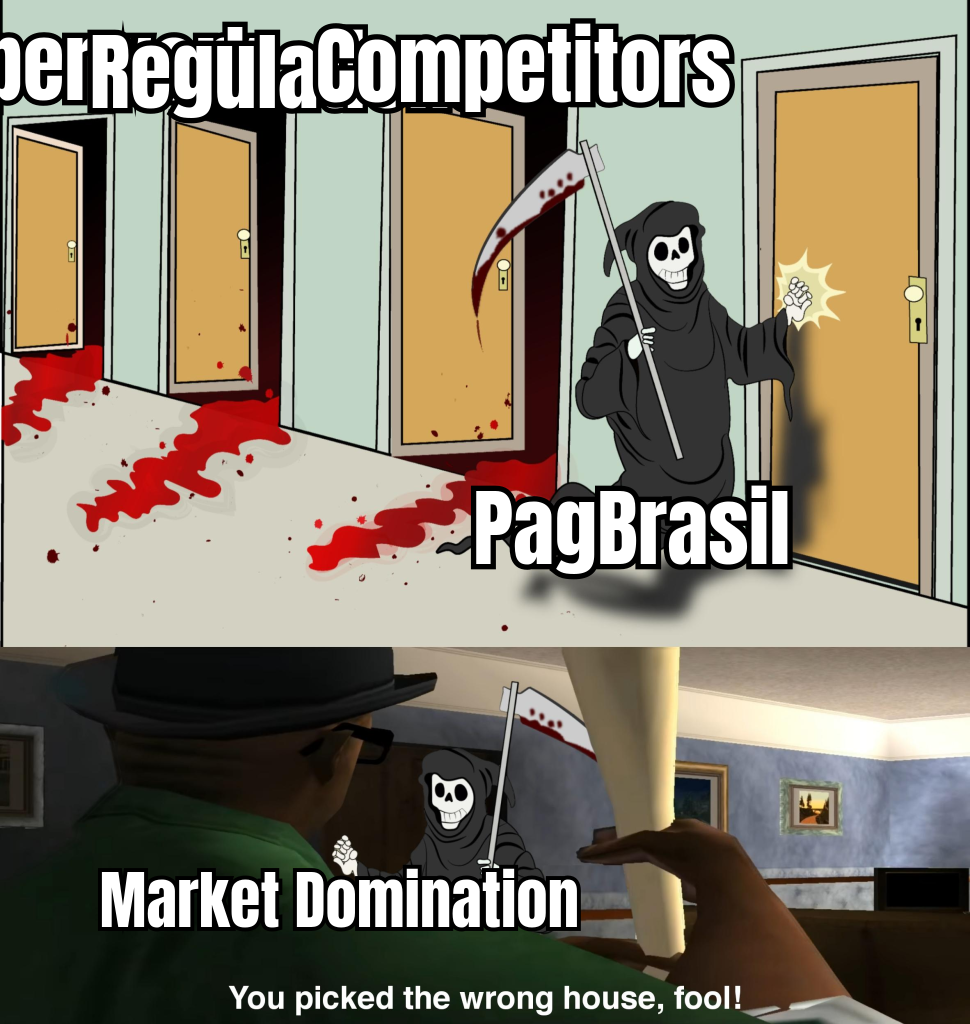 Competitors
PagBrasil
Market Domination
You picked the wrong house, fool!